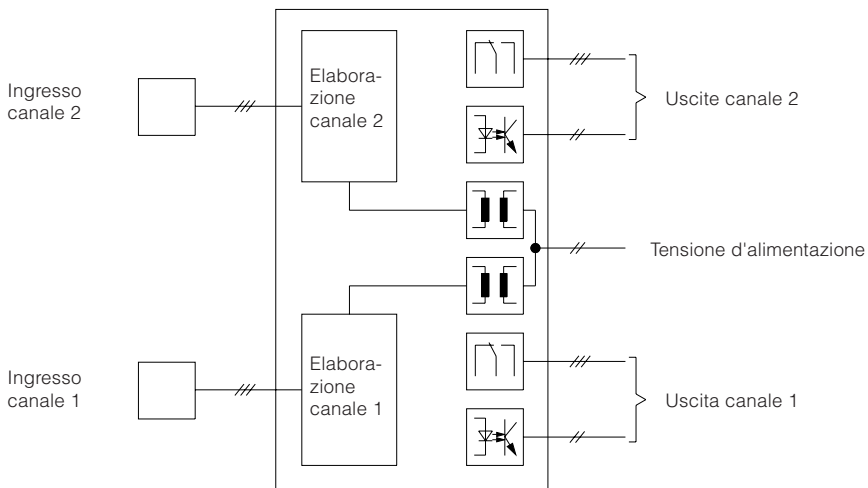 Ingresso
canale 2
Elabora-
zione
canale 2
Uscite canale 2
Tensione d'alimentazione
Ingresso
canale 1
Elabora-
zione
canale 1
Uscita canale 1